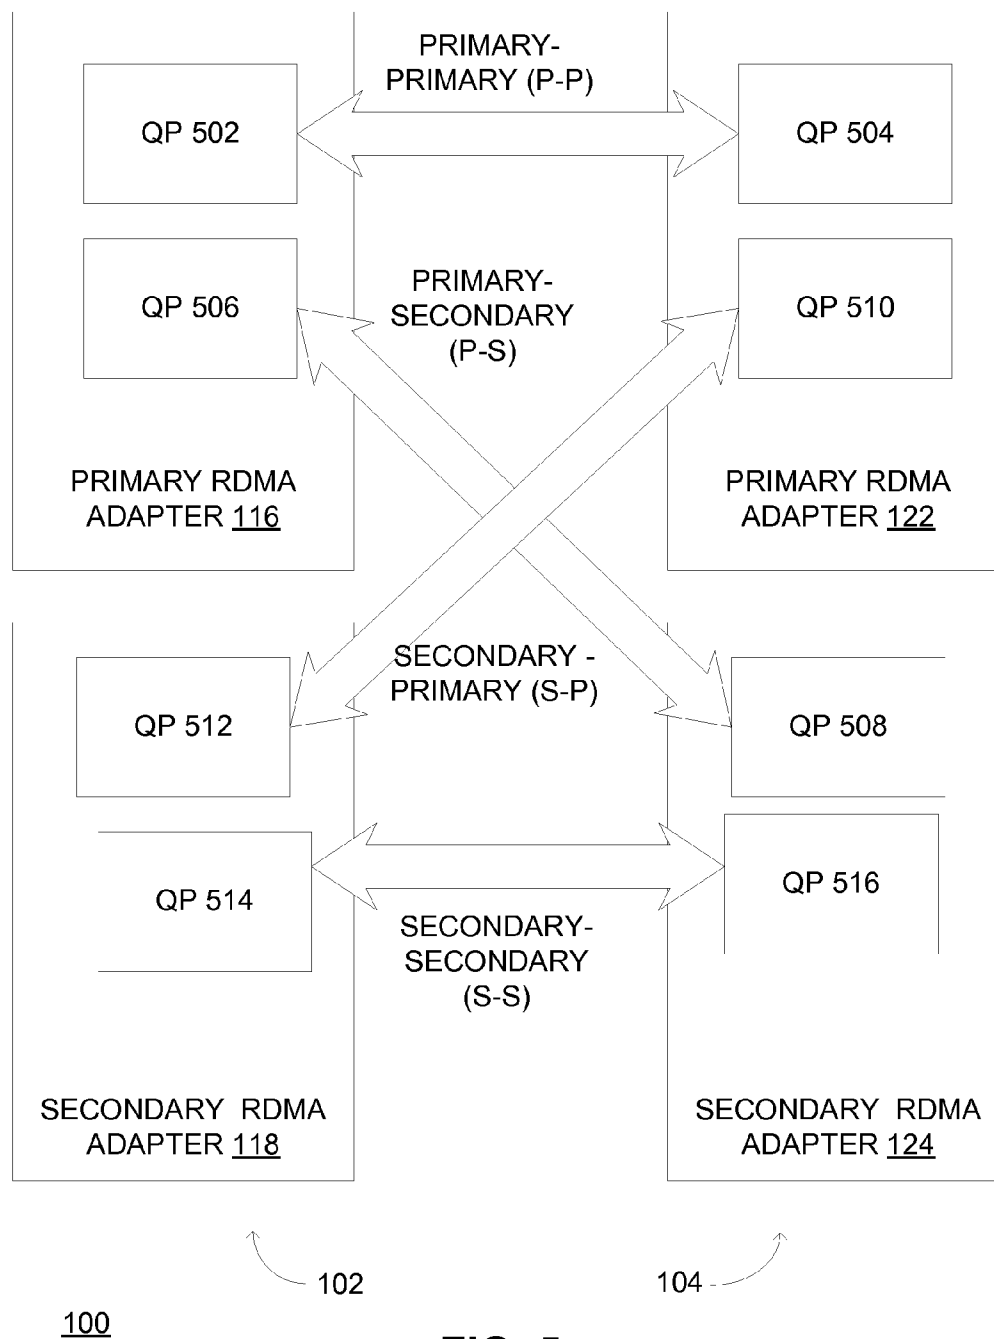 PRIMARY-
PRIMARY (P-P)
QP 502
QP 504
PRIMARY-
SECONDARY
(P-S)
QP 506
QP 510
PRIMARY RDMA
ADAPTER 116
PRIMARY RDMA
ADAPTER 122
SECONDARY -
PRIMARY (S-P)
QP 512
QP 508
QP 514
QP 516
SECONDARY-
SECONDARY
(S-S)
SECONDARY RDMA
ADAPTER 118
SECONDARY RDMA
ADAPTER 124
102
104
100